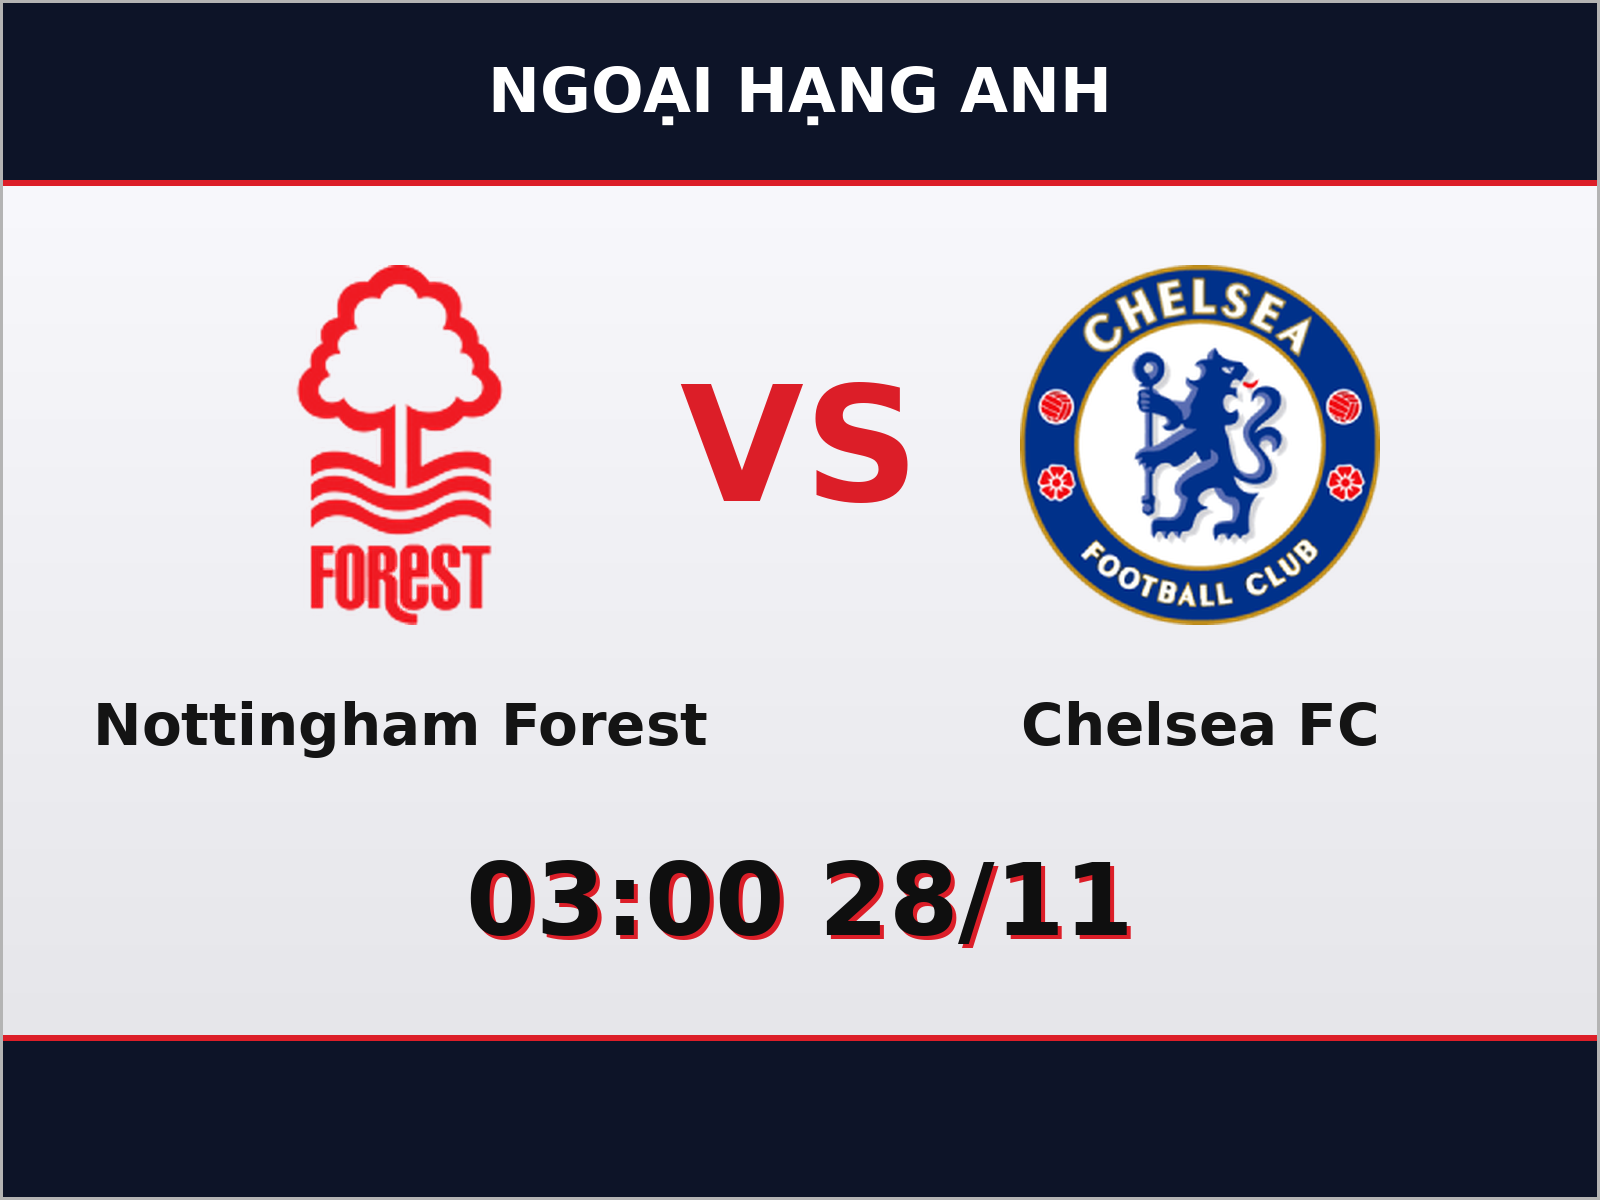 NGOẠI HẠNG ANH
FOREST
VS
CHELSEA
FOOTBALL CLUB
Nottingham Forest
Chelsea FC
03:00 28/11